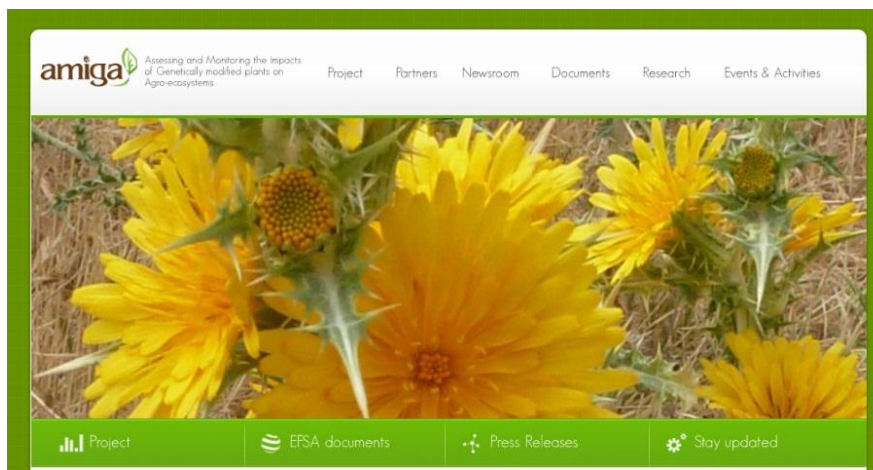 amiga
Assessing and Monitoring the Impacts
of Genetically modified plants on
Agro-ecosystems
Project Partners Newsroom Documents Research Events & Activities
Project EFSA documents Press Releases Stay updated